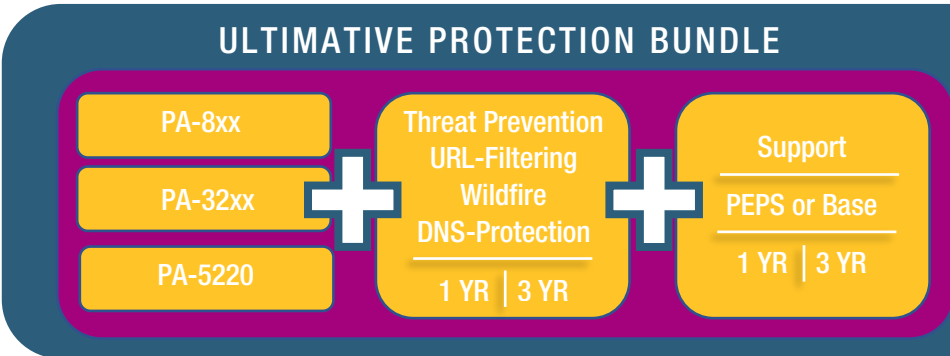 ULTIMATIVE PROTECTION BUNDLE
PA-8xx
PA-32xx
PA-5220
Threat Prevention
URL-Filtering
Wildfire
DNS-Protection
1 YR | 3 YR
Support
PEPS or Base
1 YR | 3 YR